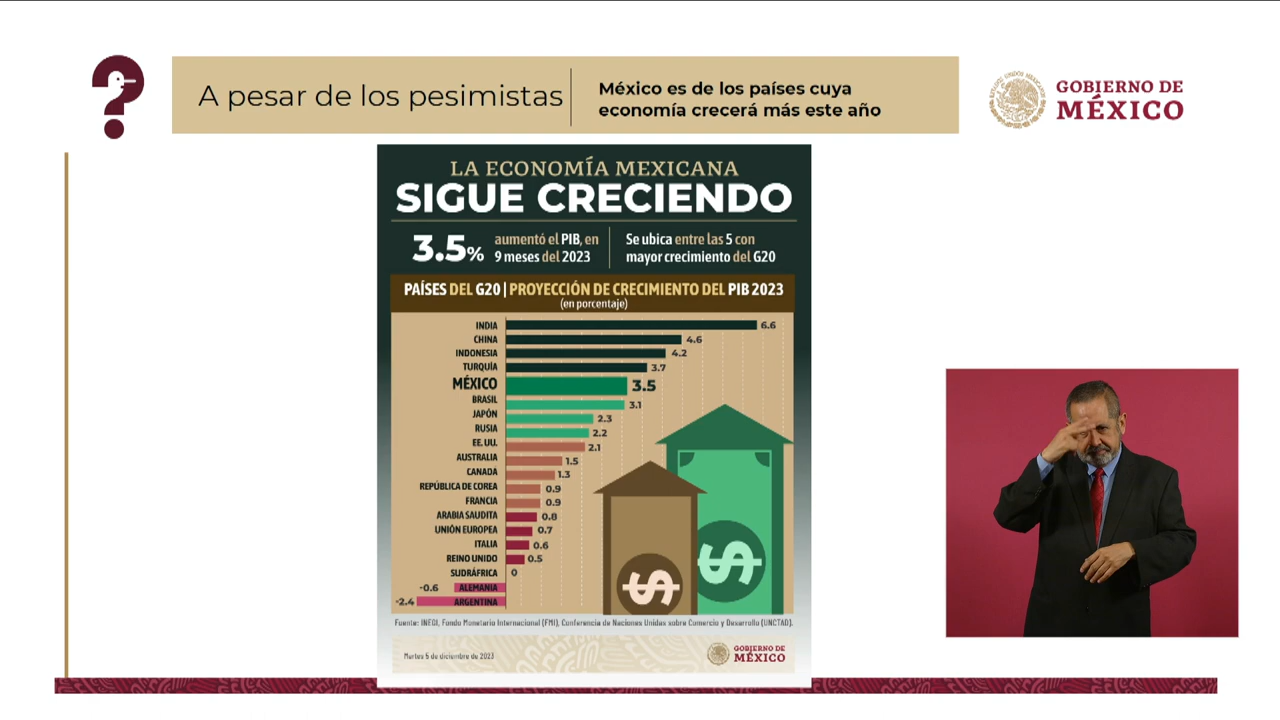 A pesar de los pesimistas
México es de los países cuya
economía crecerá más este año
GOBIERNO DE
MÉXICO
LA ECONOMÍA MEXICANA
SIGUE CRECIENDO
3.5%
aumentó el PIB, en
9 meses del 2023
Se ubica entre las 5 con
mayor crecimiento del G20
PAÍSES DEL G20 | PROYECCIÓN DE CRECIMIENTO DEL PIB 2023
(en porcentaje)
INDIA 6.6
CHINA 4.6
INDONESIA 4.2
TURQUÍA 3.7
MÉXICO 3.5
BRASIL 3.1
JAPÓN 2.3
RUSIA 2.2
EE. UU. 2.1
AUSTRALIA 1.5
CANADA 1.3
REPÚBLICA DE COREA 0.9
FRANCIA 0.9
ARABIA SAUDITA 0.8
UNIÓN EUROPEA 0.7
ITALIA 0.6
REINO UNIDO 0.5
SUDRÁFRICA 0
-0.6 ALEMANIA
-2.4 ARGENTINA
$
$
Fuente: INEGI, Fondo Monetario Internacional (FMI), Conferencia de Naciones Unidas sobre Comercio y Desarrollo (UNCTAD).
Martes 5 de diciembre de 2023
GOBIERNO DE
MÉXICO